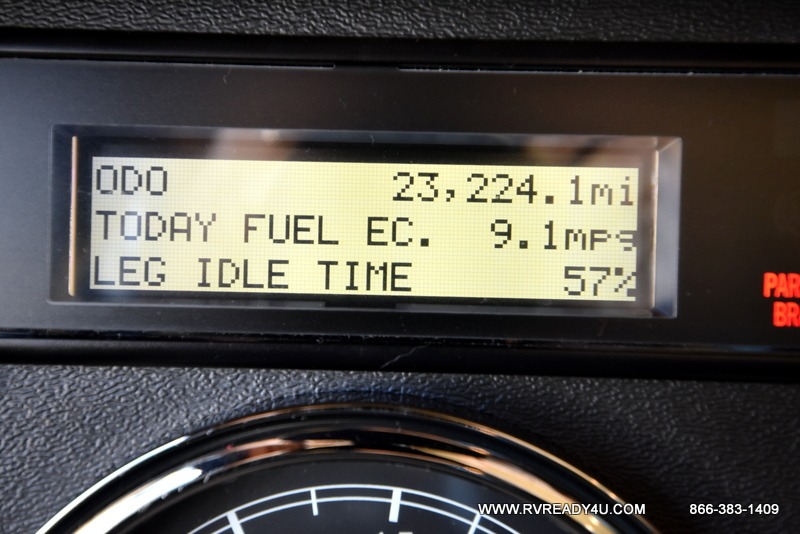 ODO 23,224.1mi
TODAY FUEL EC. 9.1mpg
LEG IDLE TIME 57%
PAR
BR
WWW.RVREADY4U.COM 866-383-1409